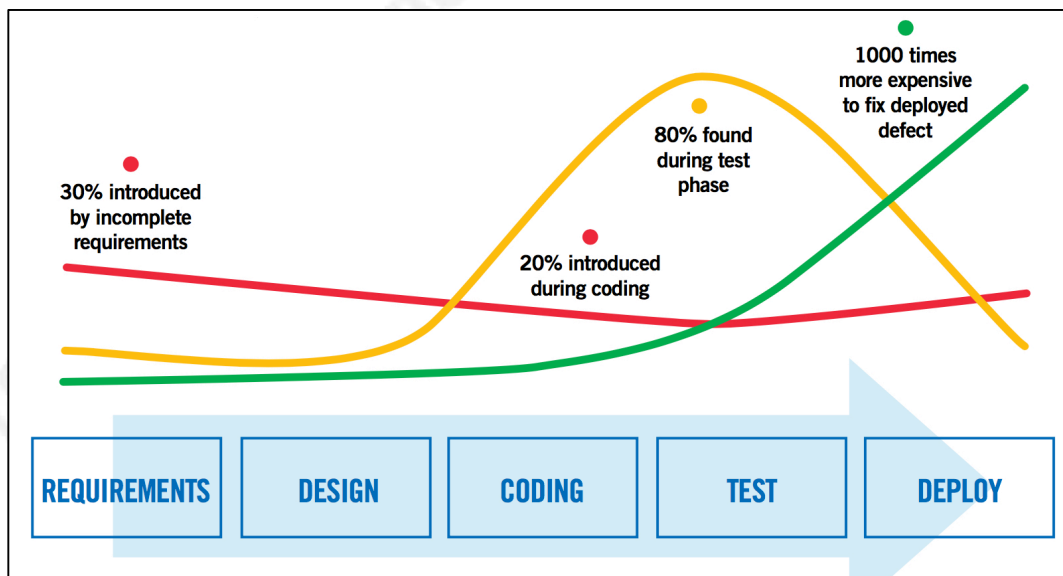 1000 times
more expensive
to fix deployed
defect
80% found
during test
phase
30% introduced
by incomplete
requirements
20% introduced
during coding
REQUIREMENTS
DESIGN
CODING
TEST
DEPLOY